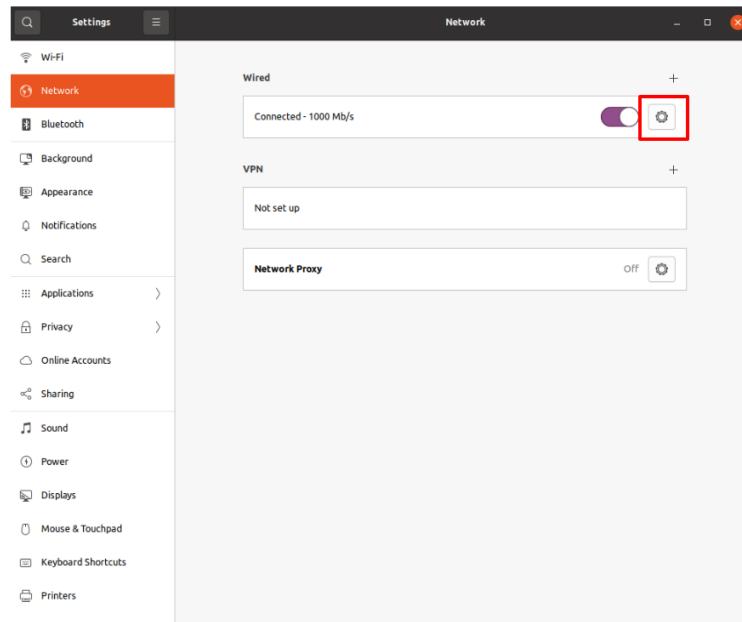 Settings
Network
Wi-Fi
Network
Bluetooth
Background
Appearance
Notifications
Search
Applications
Privacy
Online Accounts
Sharing
Sound
Power
Displays
Mouse & Touchpad
Keyboard Shortcuts
Printers
Wired
Connected - 1000 Mb/s
VPN
Not set up
Network Proxy Off